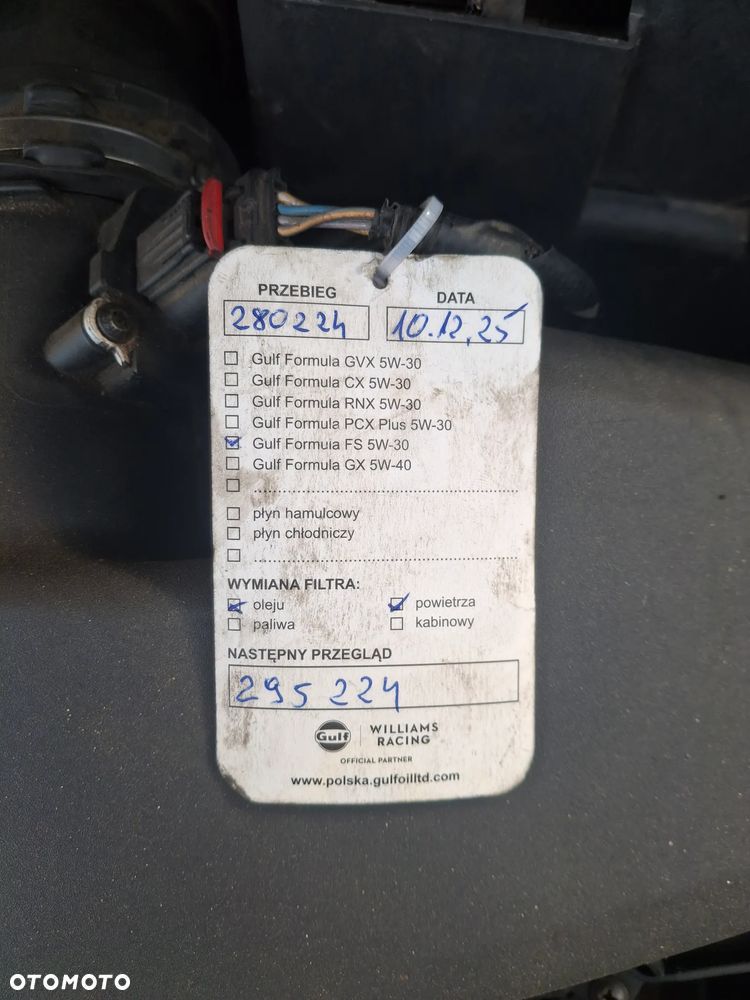 PRZEBIEG DATA
280224 10.12.25
Gulf Formula GVX 5W-30
Gulf Formula CX 5W-30
Gulf Formula RNX 5W-30
Gulf Formula PCX Plus 5W-30
Gulf Formula FS 5W-30
Gulf Formula GX 5W-40
płyn hamulcowy
płyn chłodniczy
WYMIANA FILTRA:
oleju powietrza
paliwa kabinowy
NASTĘPNY PRZEGLĄD
295224
Gulf WILLIAMS
RACING
OFFICIAL PARTNER
www.polska.gulfoilltd.com
OTOMOTO